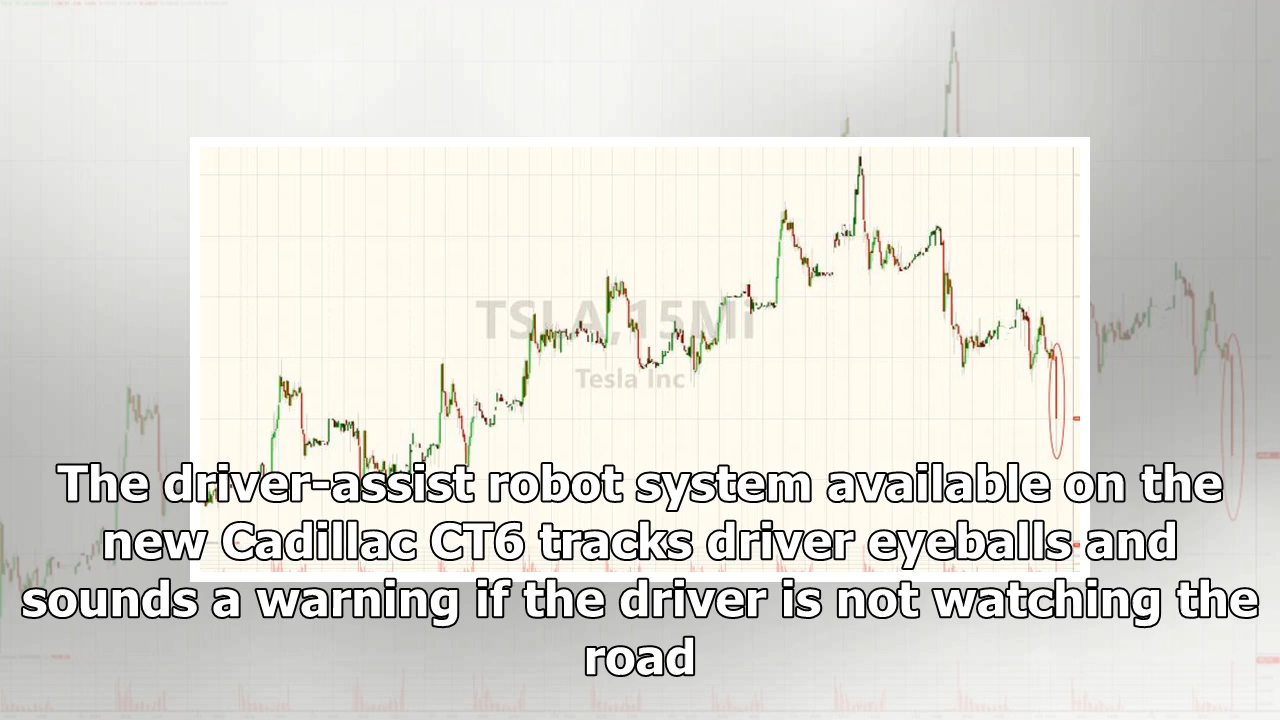 TSLA,15Mi
Tesla Inc
The driver-assist robot system available on the
new Cadillac CT6 tracks driver eyeballs and
sounds a warning if the driver is not watching the
road